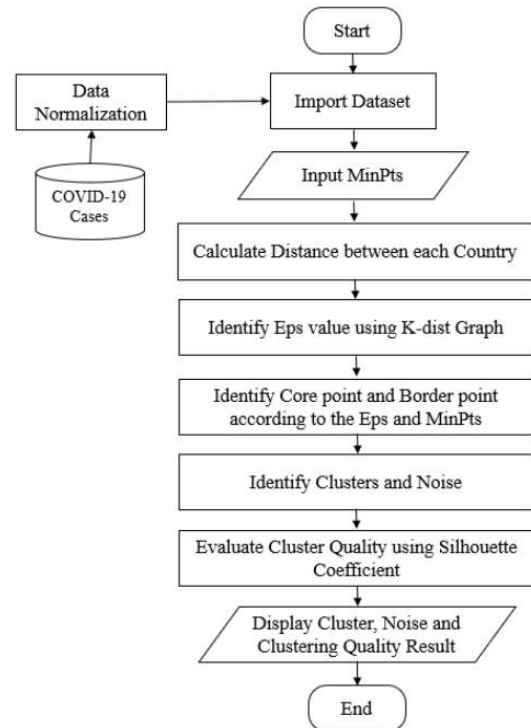 Start
Data
Normalization
Import Dataset
COVID-19
Cases
Input MinPts
Calculate Distance between each Country
Identify Eps value using K-dist Graph
Identify Core point and Border point
according to the Eps and MinPts
Identify Clusters and Noise
Evaluate Cluster Quality using Silhouette
Coefficient
Display Cluster, Noise and
Clustering Quality Result
End